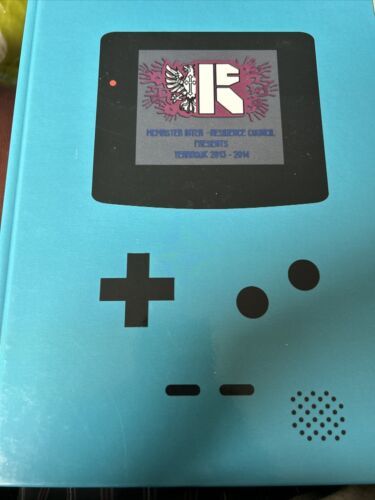 MCMASTER INTER -RESIDENCE COUNCIL
PRESENTS
YEARBOOK 2013 - 2014